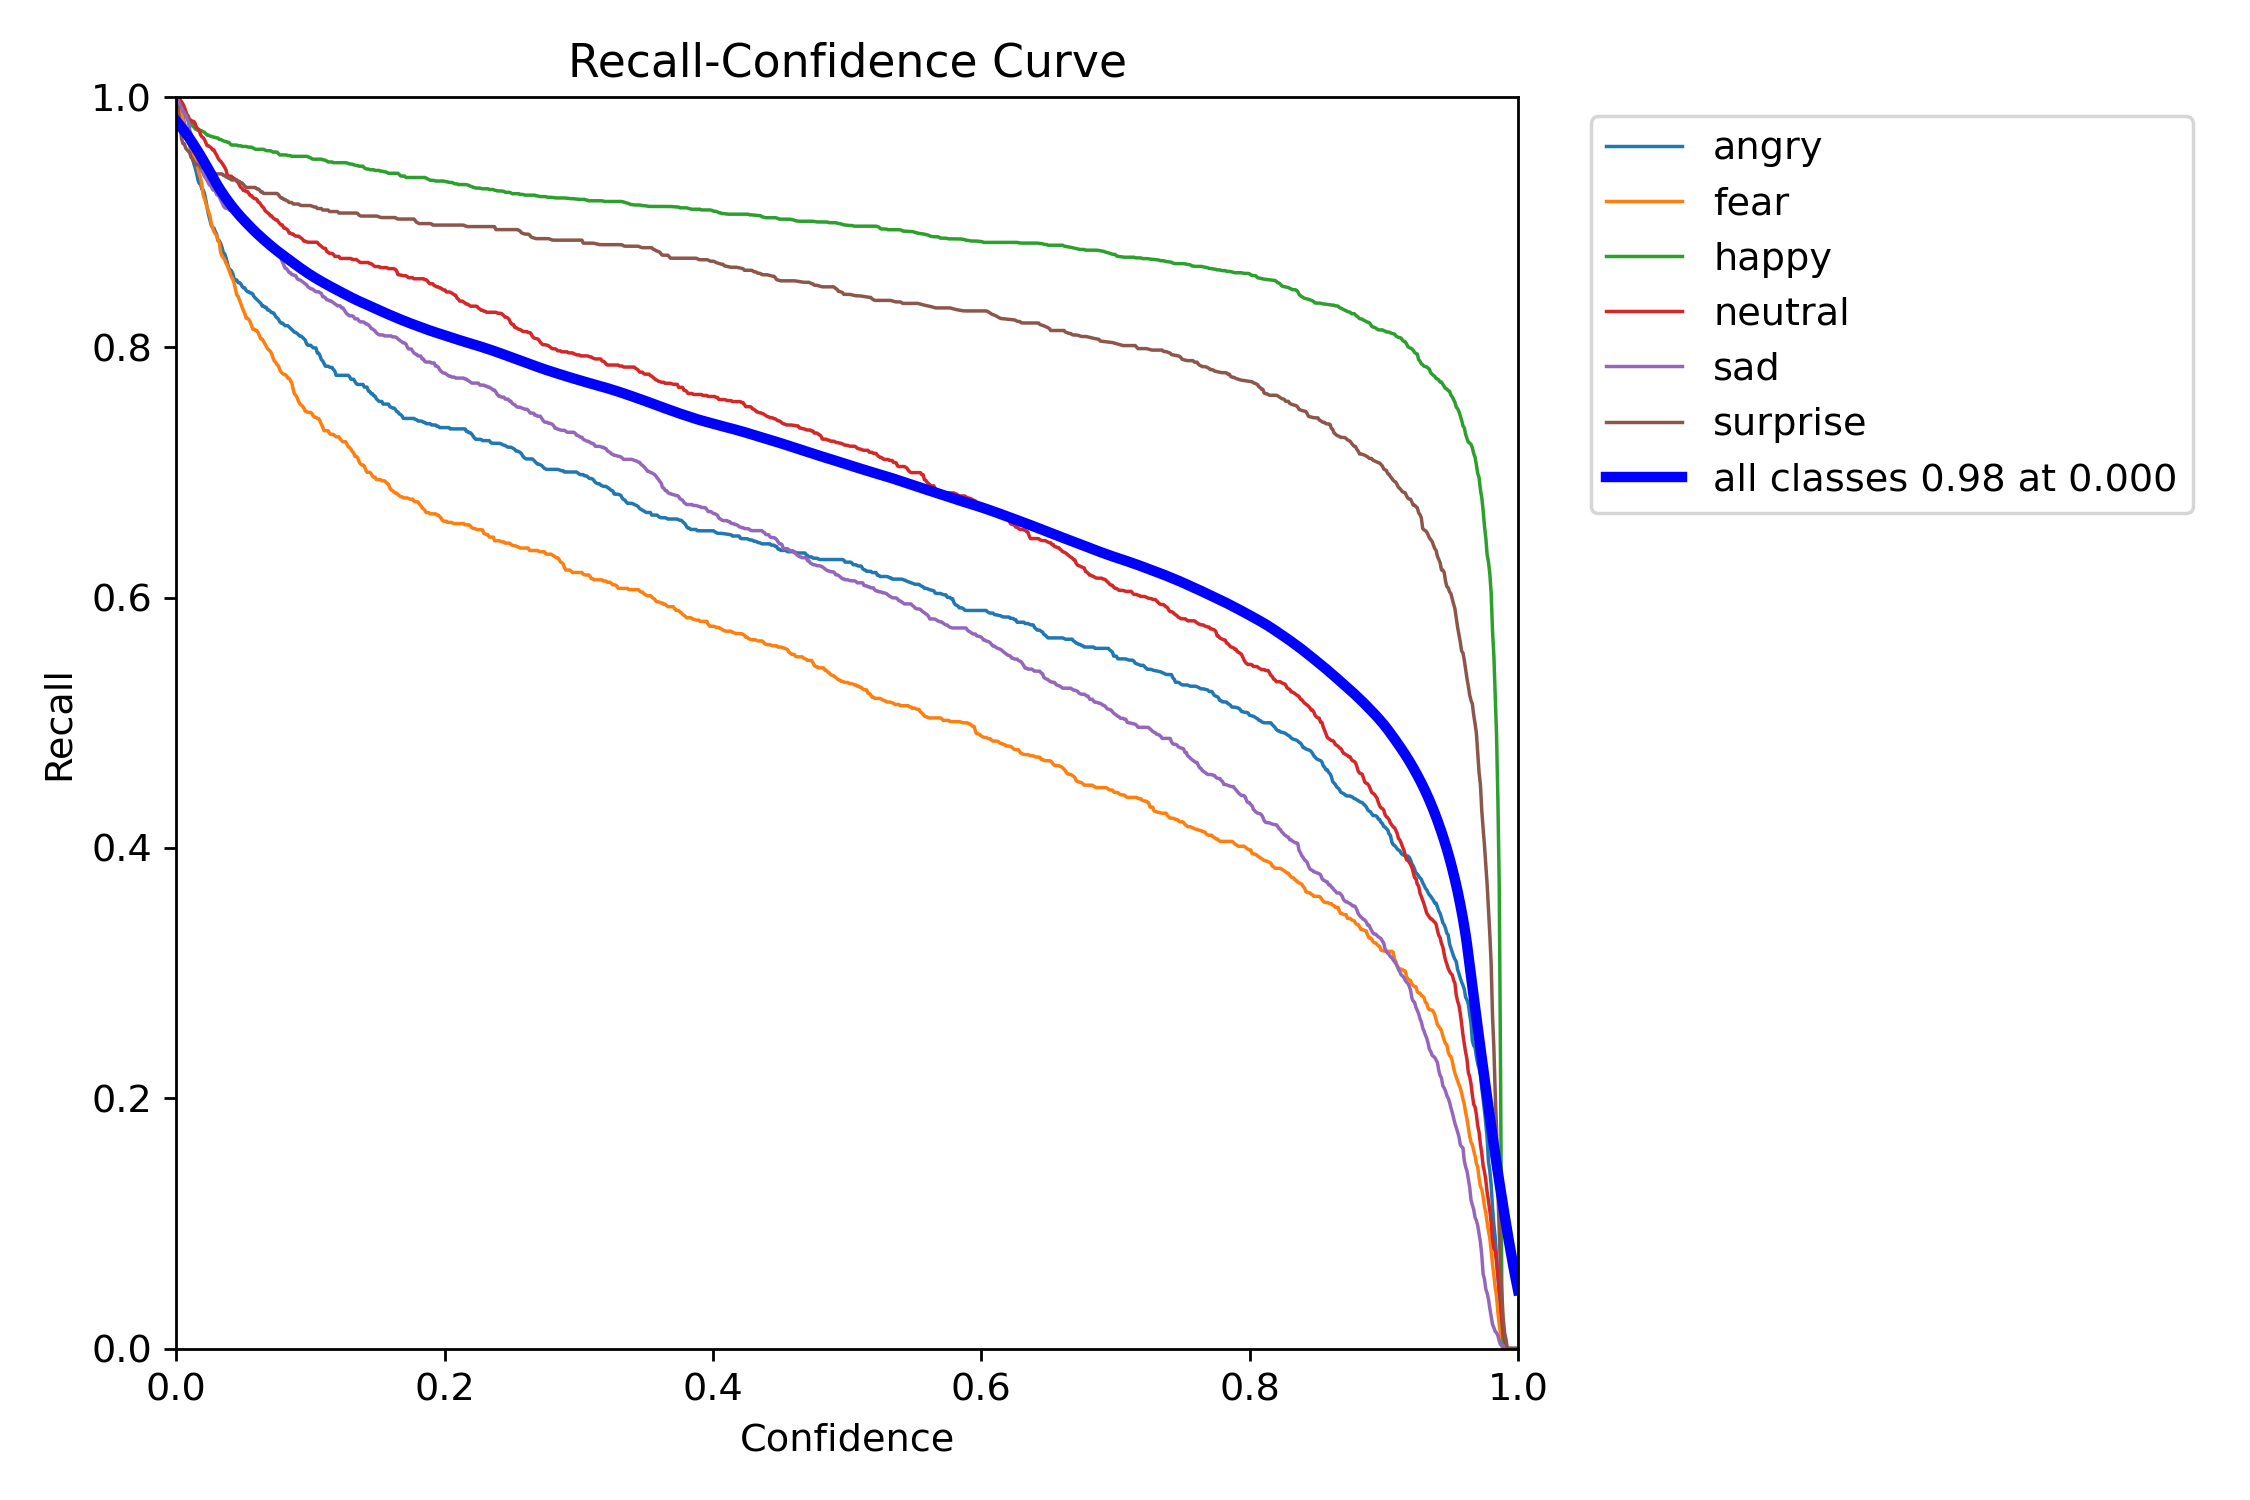 Recall-Confidence Curve
1.0
0.8
0.6
0.4
0.2
0.0
Recall
0.0 0.2 0.4 0.6 0.8 1.0
Confidence
angry
fear
happy
neutral
sad
surprise
all classes 0.98 at 0.000